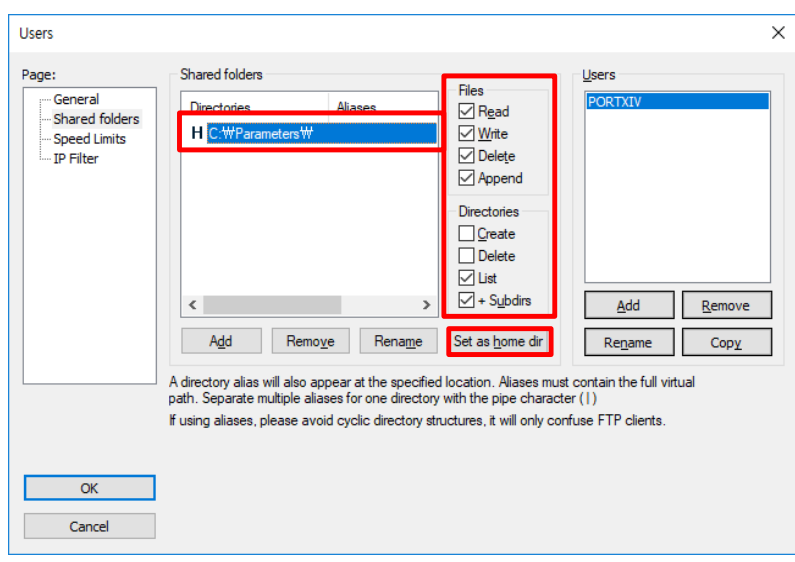 Users
Page:
General
Shared folders
Speed Limits
IP Filter
Shared folders
Directories Aliases
H C:₩Parameters₩
Files
Read
Write
Delete
Append
Directories
Create
Delete
List
+ Subdirs
Add Remove Rename Set as home dir
Users
PORTXIV
Add Remove
Rename Copy
A directory alias will also appear at the specified location. Aliases must contain the full virtual
path. Separate multiple aliases for one directory with the pipe character (|)
If using aliases, please avoid cyclic directory structures, it will only confuse FTP clients.
OK
Cancel